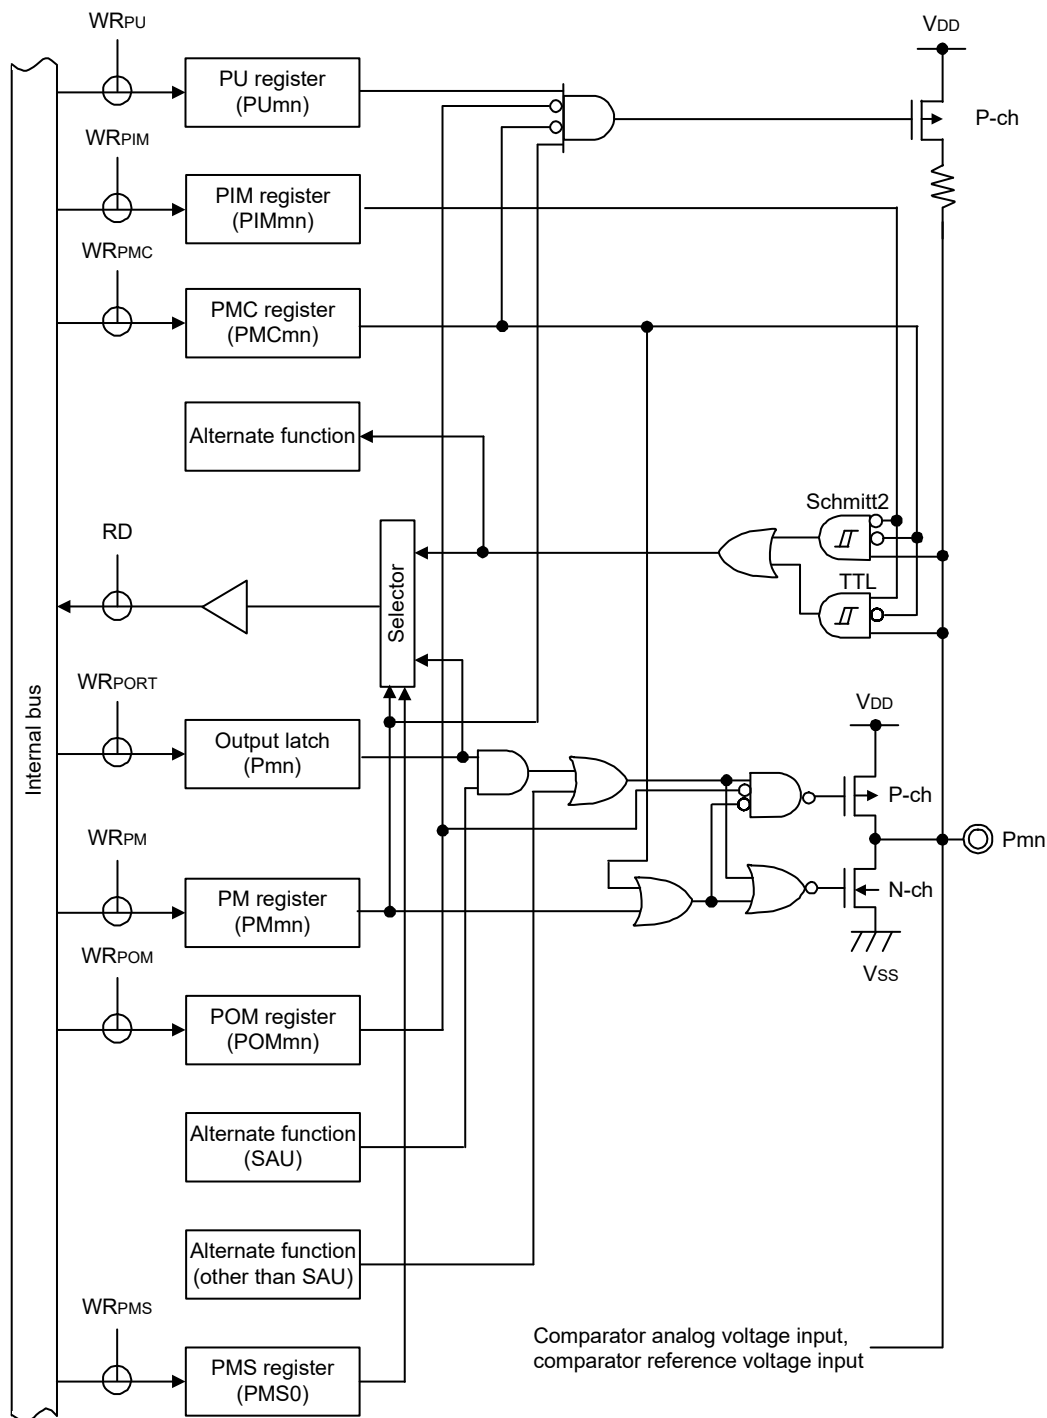 WRPU
VDD
PU register
(PUmn)
P-ch
WRPIM
PIM register
(PIMmn)
WRPMC
PMC register
(PMCmn)
Alternate function
Schmitt2
RD
TTL
Selector
Internal bus
WRPORT
VDD
Output latch
(Pmn)
P-ch
Pmn
WRPM
PM register
(PMmn)
N-ch
WRPOM
VSS
POM register
(POMmn)
Alternate function
(SAU)
Alternate function
(other than SAU)
WRPMS
Comparator analog voltage input,
comparator reference voltage input
PMS register
(PMS0)